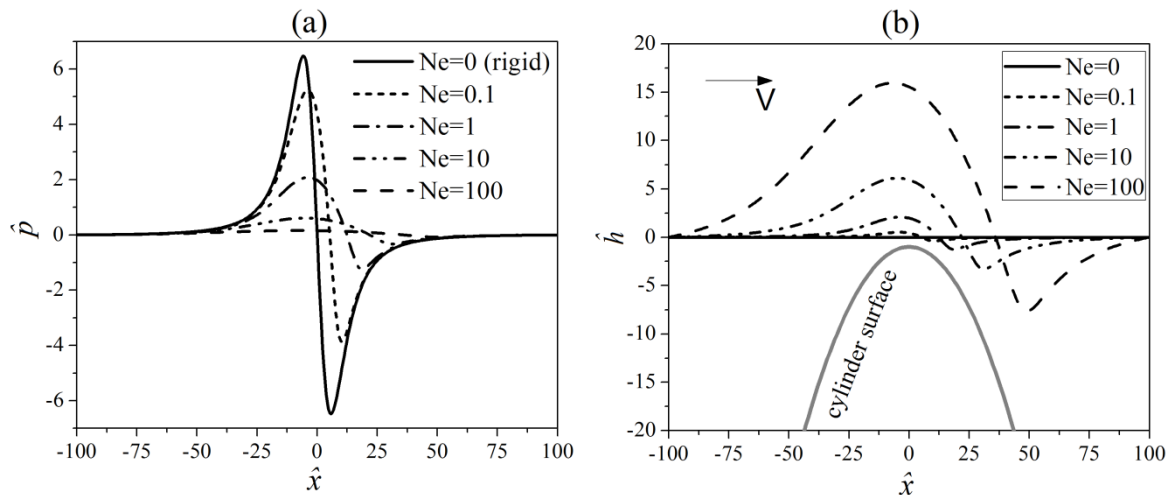 (a)
6
4
2
0
-2
-4
-6
p̂
Ne=0 (rigid)
Ne=0.1
Ne=1
Ne=10
Ne=100
-100 -75 -50 -25 0 25 50 75 100
x̂
(b)
20
15
10
5
0
-5
-10
-15
-20
ĥ
V
Ne=0
Ne=0.1
Ne=1
Ne=10
Ne=100
cylinder surface
-100 -75 -50 -25 0 25 50 75 100
x̂